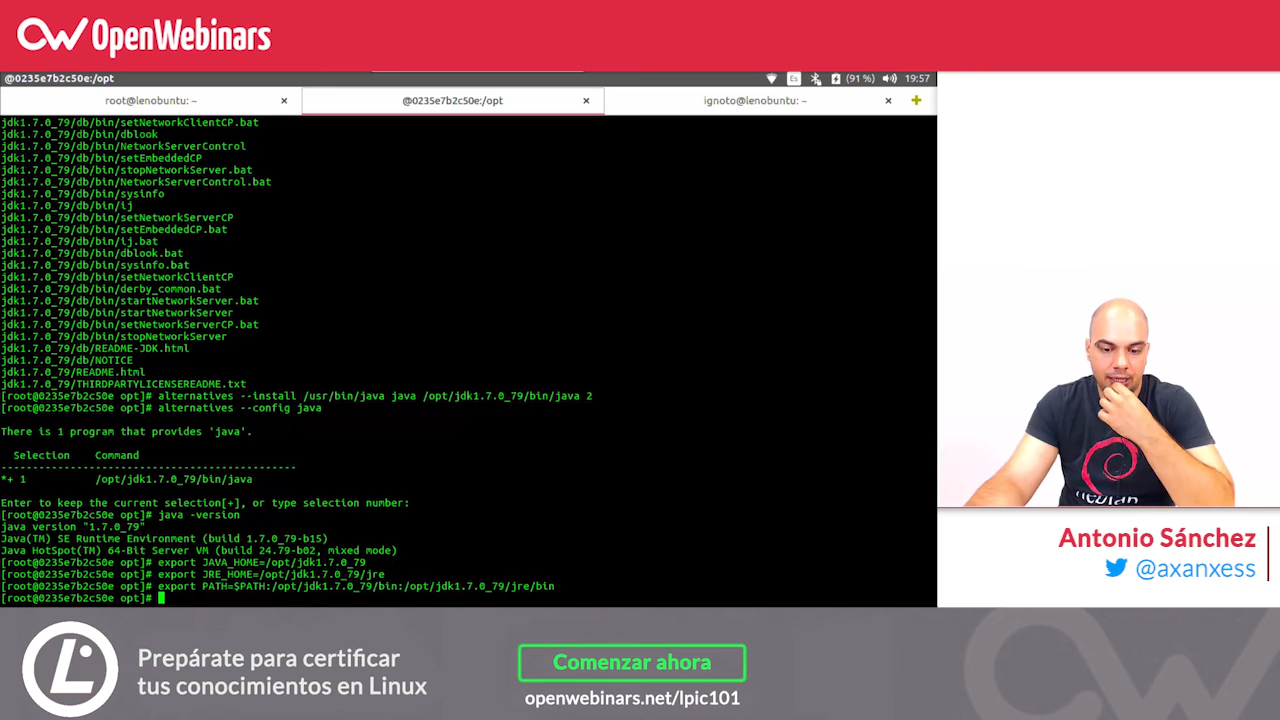 OpenWebinars
@0235e7b2c50e:/opt
Es
(91 %)
19:57
root@lenobuntu: ~
@0235e7b2c50e:/opt
ignoto@lenobuntu: ~
jdk1.7.0_79/db/bin/setNetworkClientCP.bat
jdk1.7.0_79/db/bin/dblook
jdk1.7.0_79/db/bin/NetworkServerControl
jdk1.7.0_79/db/bin/setEmbeddedCP
jdk1.7.0_79/db/bin/stopNetworkServer.bat
jdk1.7.0_79/db/bin/NetworkServerControl.bat
jdk1.7.0_79/db/bin/sysinfo
jdk1.7.0_79/db/bin/ij
jdk1.7.0_79/db/bin/setNetworkServerCP
jdk1.7.0_79/db/bin/setEmbeddedCP.bat
jdk1.7.0_79/db/bin/ij.bat
jdk1.7.0_79/db/bin/dblook.bat
jdk1.7.0_79/db/bin/sysinfo.bat
jdk1.7.0_79/db/bin/setNetworkClientCP
jdk1.7.0_79/db/bin/derby_common.bat
jdk1.7.0_79/db/bin/startNetworkServer.bat
jdk1.7.0_79/db/bin/startNetworkServer
jdk1.7.0_79/db/bin/setNetworkServerCP.bat
jdk1.7.0_79/db/bin/stopNetworkServer
jdk1.7.0_79/db/README-JDK.html
jdk1.7.0_79/db/NOTICE
jdk1.7.0_79/README.html
jdk1.7.0_79/THIRDPARTYLICENSEREADME.txt
[root@0235e7b2c50e opt]# alternatives --install /usr/bin/java java /opt/jdk1.7.0_79/bin/java 2
[root@0235e7b2c50e opt]# alternatives --config java
There is 1 program that provides 'java'.
Selection    Command
-----------------------------------------------
*+ 1           /opt/jdk1.7.0_79/bin/java
Enter to keep the current selection[+], or type selection number:
[root@0235e7b2c50e opt]# java -version
java version "1.7.0_79"
Java(TM) SE Runtime Environment (build 1.7.0_79-b15)
Java HotSpot(TM) 64-Bit Server VM (build 24.79-b02, mixed mode)
[root@0235e7b2c50e opt]# export JAVA_HOME=/opt/jdk1.7.0_79
[root@0235e7b2c50e opt]# export JRE_HOME=/opt/jdk1.7.0_79/jre
[root@0235e7b2c50e opt]# export PATH=$PATH:/opt/jdk1.7.0_79/bin:/opt/jdk1.7.0_79/jre/bin
[root@0235e7b2c50e opt]#
debian
Antonio Sánchez
@axanxess
Prepárate para certificar
tus conocimientos en Linux
Comenzar ahora
openwebinars.net/lpic101